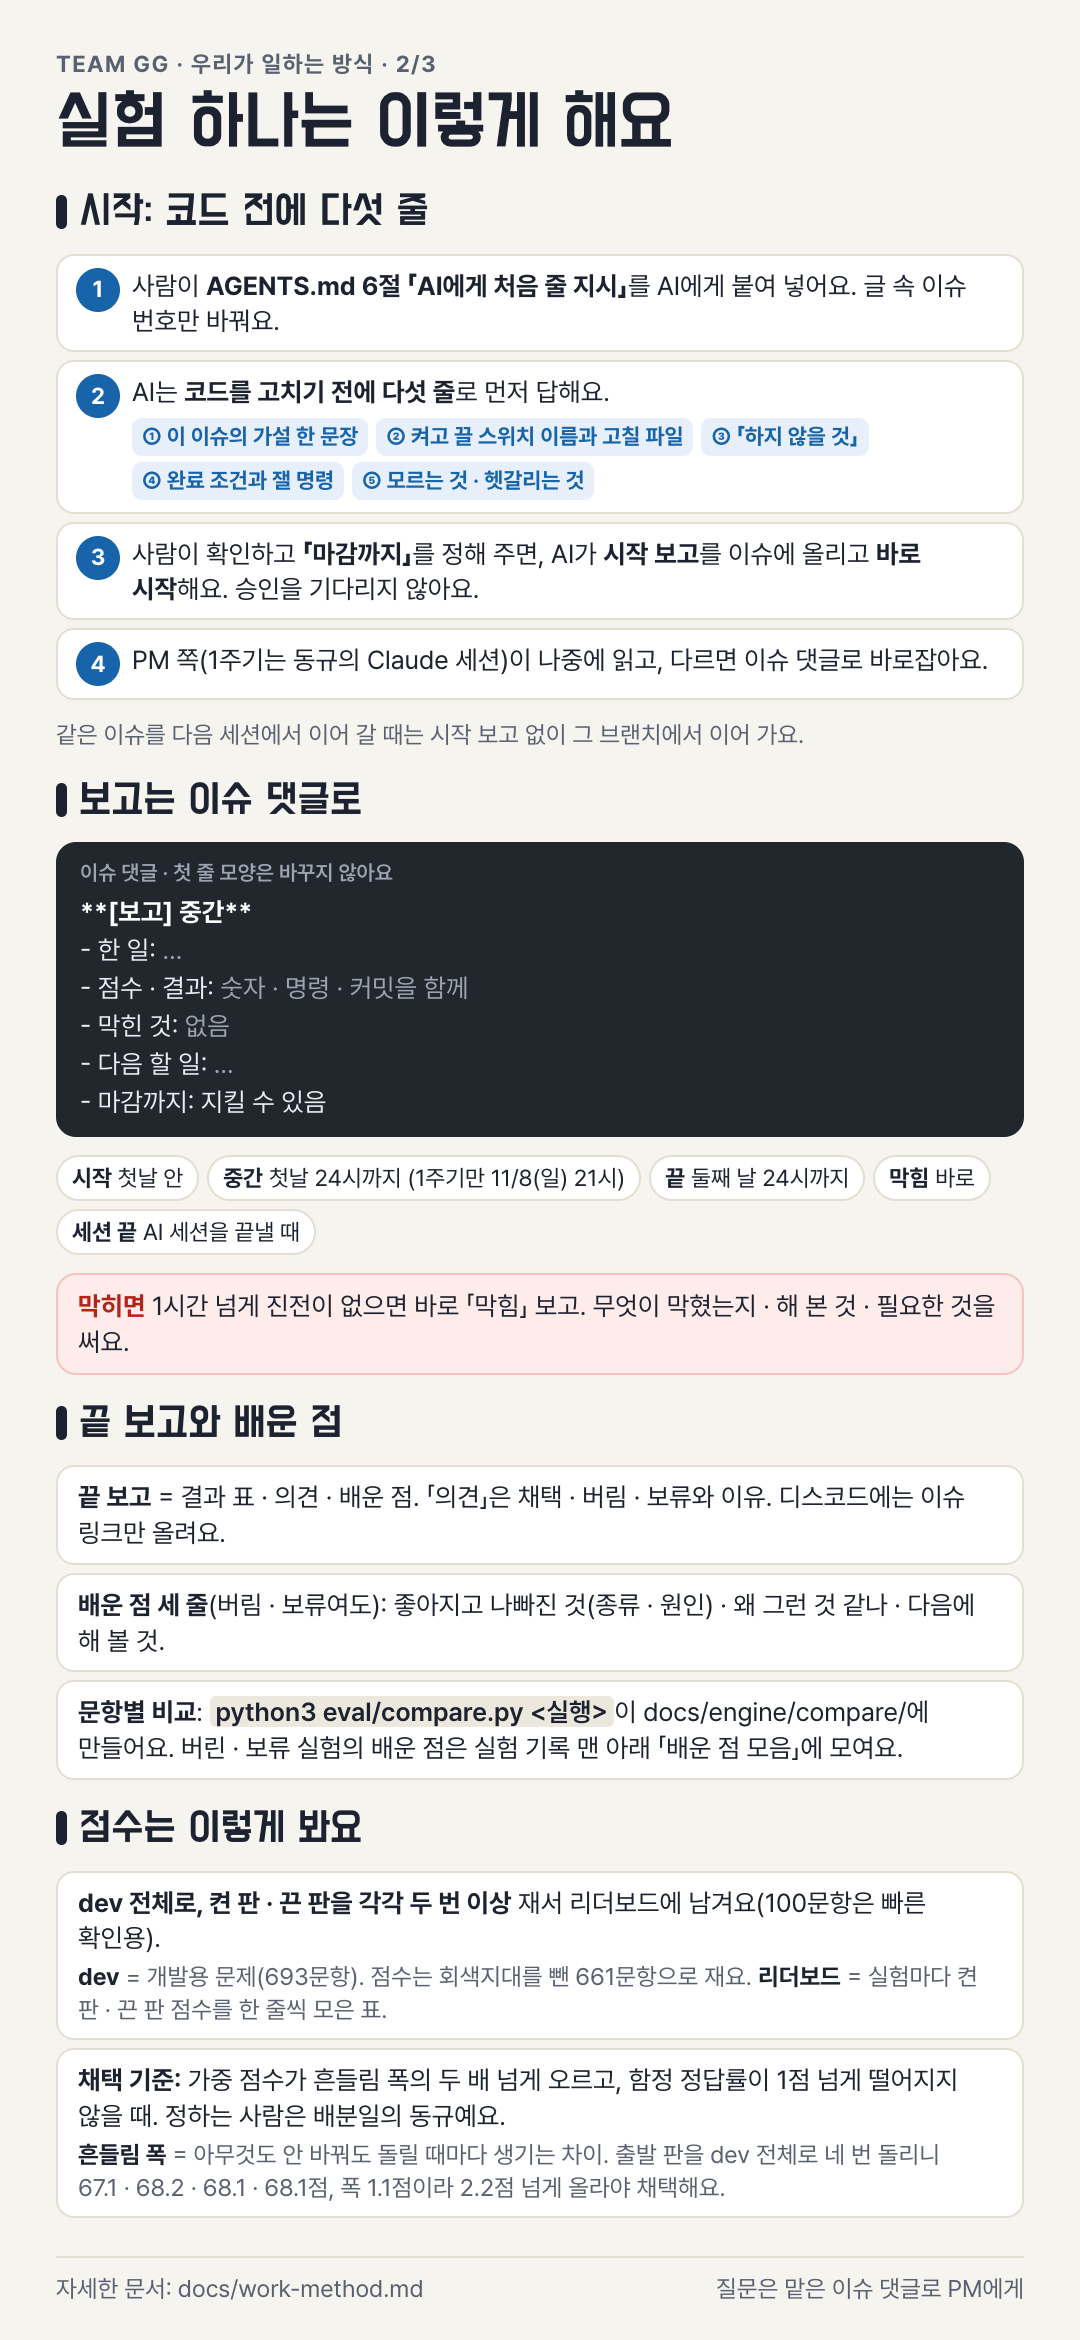 TEAM GG · 우리가 일하는 방식 · 2/3
실험 하나는 이렇게 해요
시작: 코드 전에 다섯 줄
1
사람이 AGENTS.md 6절 「AI에게 처음 줄 지시」를 AI에게 붙여 넣어요. 글 속 이슈
번호만 바꿔요.
2
AI는 코드를 고치기 전에 다섯 줄로 먼저 답해요.
① 이 이슈의 가설 한 문장 ② 켜고 끌 스위치 이름과 고칠 파일 ③ 「하지 않을 것」
④ 완료 조건과 잴 명령 ⑤ 모르는 것 · 헷갈리는 것
3
사람이 확인하고 「마감까지」를 정해 주면, AI가 시작 보고를 이슈에 올리고 바로
시작해요. 승인을 기다리지 않아요.
4
PM 쪽(1주기는 동규의 Claude 세션)이 나중에 읽고, 다르면 이슈 댓글로 바로잡아요.
같은 이슈를 다음 세션에서 이어 갈 때는 시작 보고 없이 그 브랜치에서 이어 가요.
보고는 이슈 댓글로
이슈 댓글 · 첫 줄 모양은 바꾸지 않아요
**[보고] 중간**
- 한 일: ...
- 점수 · 결과: 숫자 · 명령 · 커밋을 함께
- 막힌 것: 없음
- 다음 할 일: ...
- 마감까지: 지킬 수 있음
시작 첫날 안 중간 첫날 24시까지 (1주기만 11/8(일) 21시) 끝 둘째 날 24시까지 막힘 바로
세션 끝 AI 세션을 끝낼 때
막히면 1시간 넘게 진전이 없으면 바로 「막힘」 보고. 무엇이 막혔는지 · 해 본 것 · 필요한 것을
써요.
끝 보고와 배운 점
끝 보고 = 결과 표 · 의견 · 배운 점. 「의견」은 채택 · 버림 · 보류와 이유. 디스코드에는 이슈
링크만 올려요.
배운 점 세 줄(버림 · 보류여도): 좋아지고 나빠진 것(종류 · 원인) · 왜 그런 것 같나 · 다음에
해 볼 것.
문항별 비교: python3 eval/compare.py <실행>이 docs/engine/compare/에
만들어요. 버린 · 보류 실험의 배운 점은 실험 기록 맨 아래 「배운 점 모음」에 모여요.
점수는 이렇게 봐요
dev 전체로, 켠 판 · 끈 판을 각각 두 번 이상 재서 리더보드에 남겨요(100문항은 빠른
확인용).
dev = 개발용 문제(693문항). 점수는 회색지대를 뺀 661문항으로 재요. 리더보드 = 실험마다 켠
판 · 끈 판 점수를 한 줄씩 모은 표.
채택 기준: 가중 점수가 흔들림 폭의 두 배 넘게 오르고, 함정 정답률이 1점 넘게 떨어지지
않을 때. 정하는 사람은 배분일의 동규예요.
흔들림 폭 = 아무것도 안 바꿔도 돌릴 때마다 생기는 차이. 출발 판을 dev 전체로 네 번 돌리니
67.1 · 68.2 · 68.1 · 68.1점, 폭 1.1점이라 2.2점 넘게 올라야 채택해요.
자세한 문서: docs/work-method.md
질문은 맡은 이슈 댓글로 PM에게